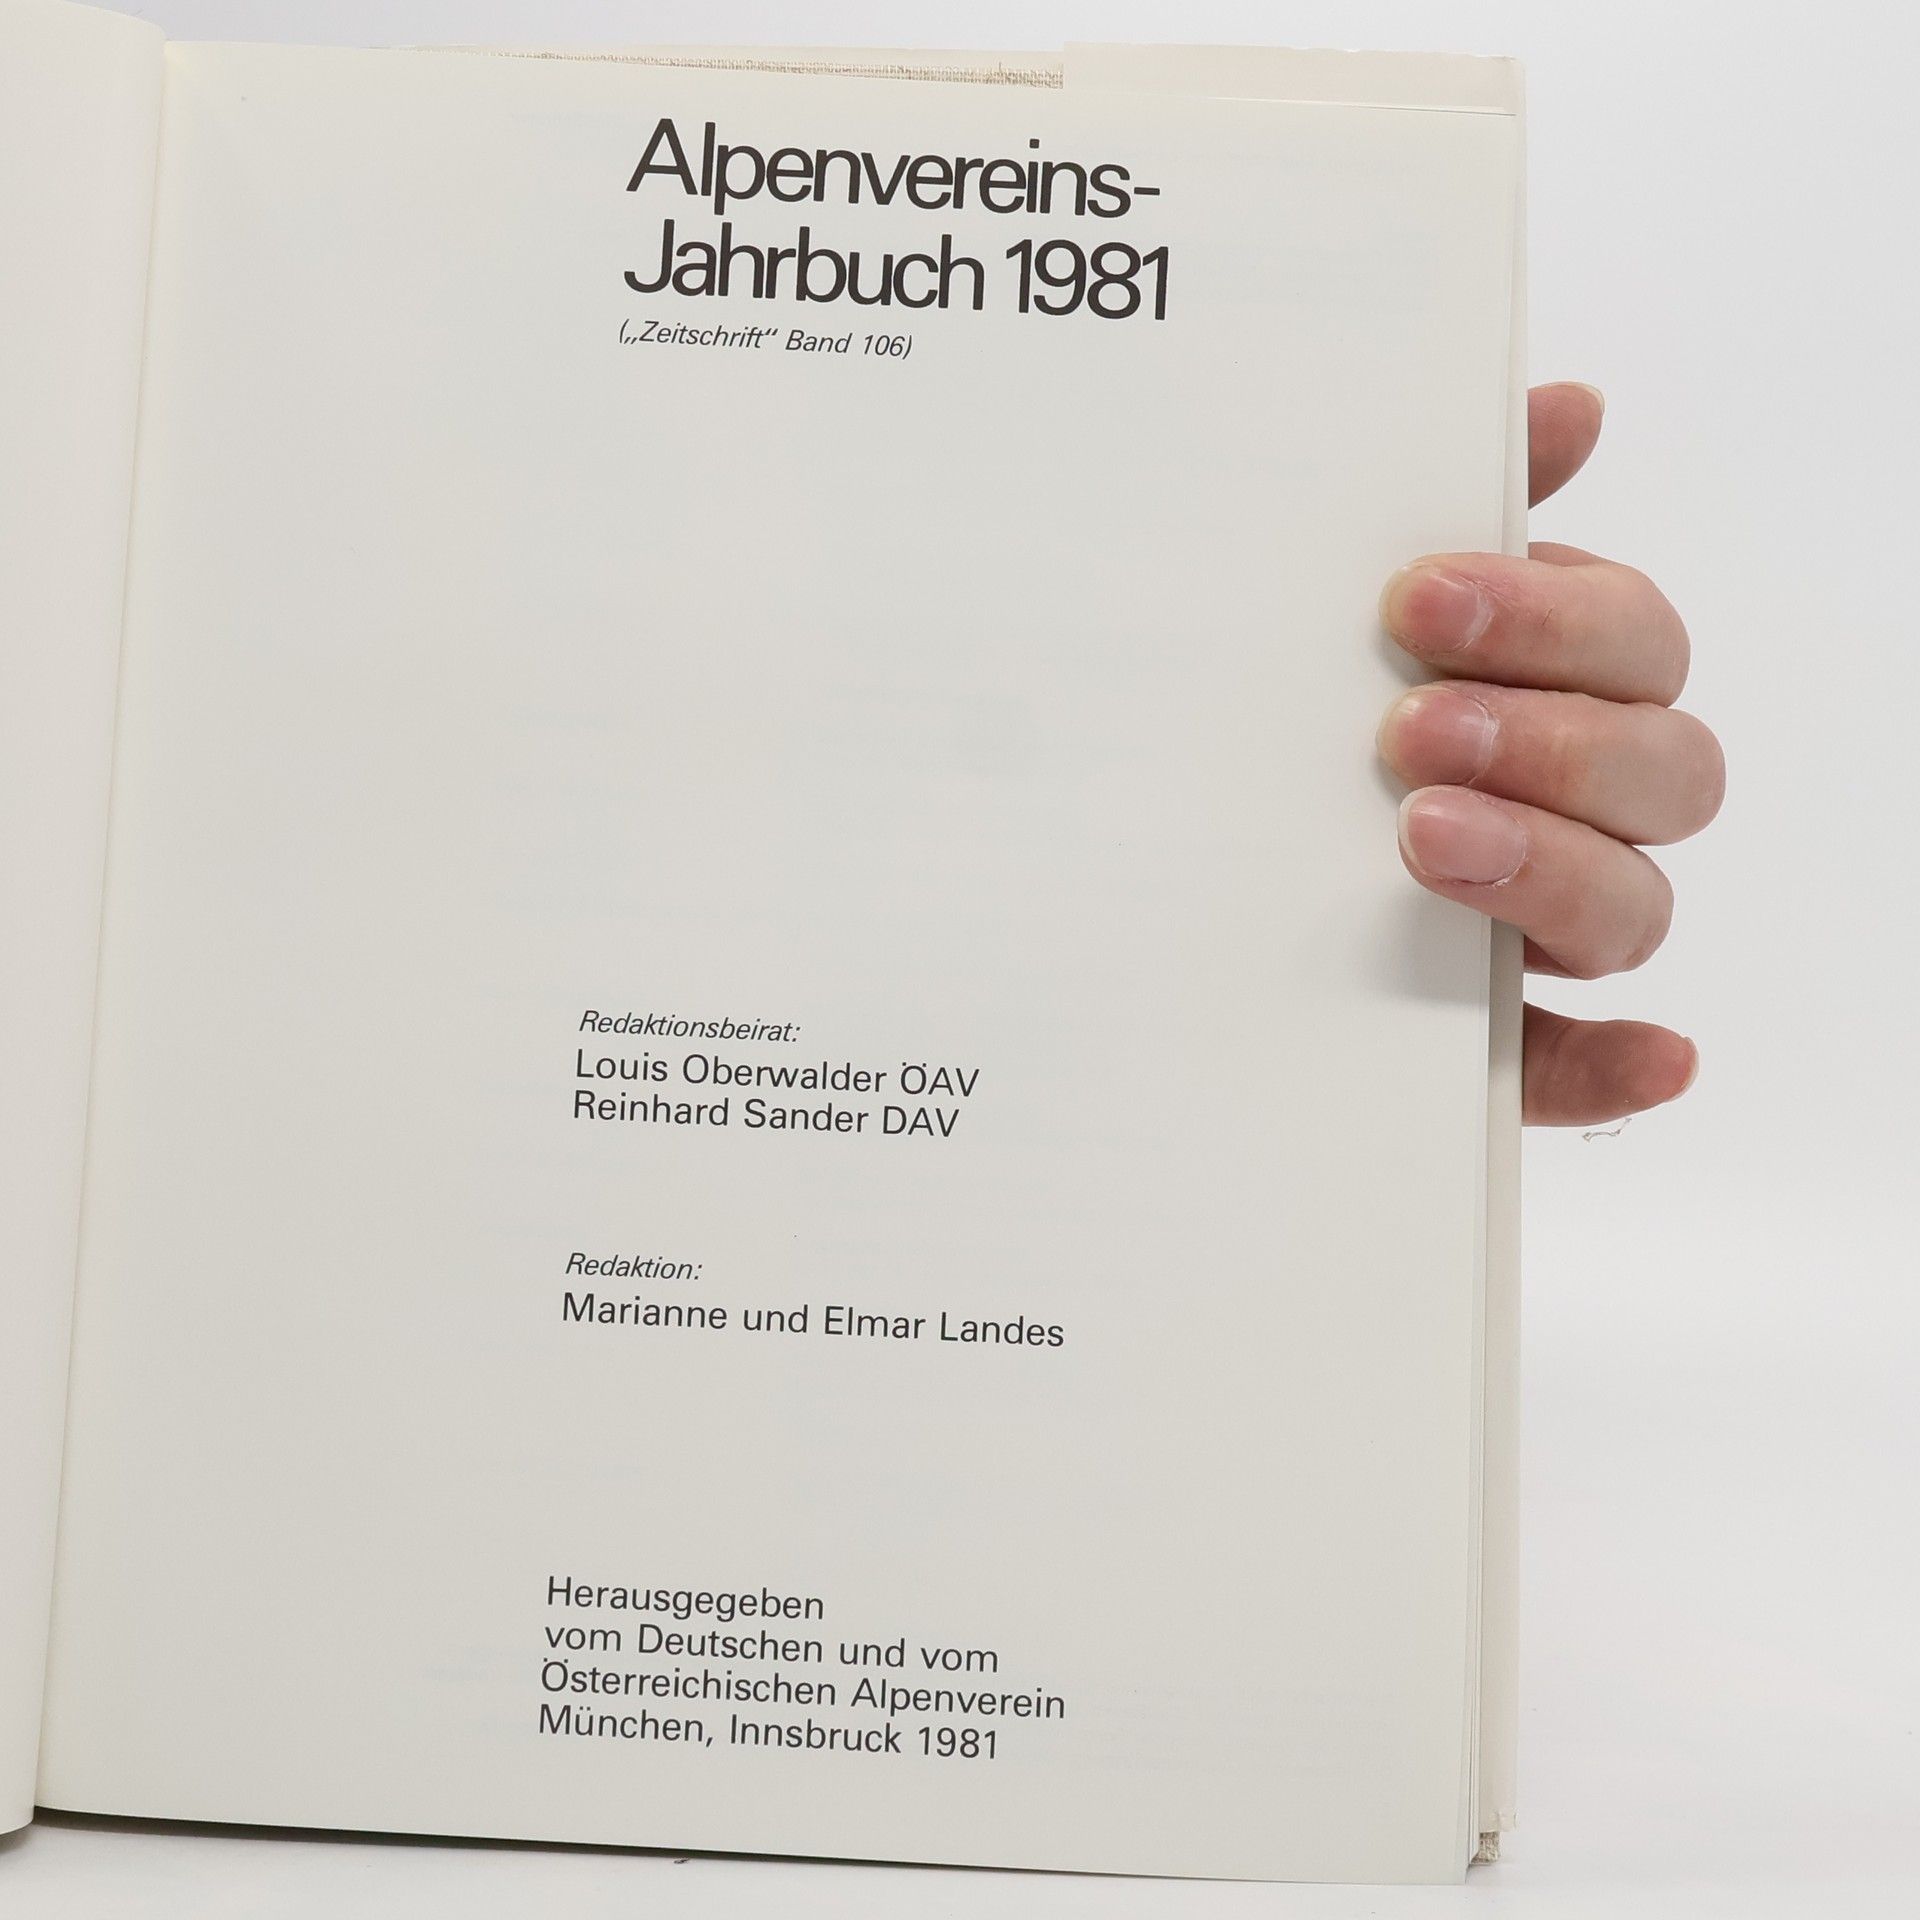 Alpenvereins-
Jahrbuch 1981
(„Zeitschrift“ Band 106)
Redaktionsbeirat:
Louis Oberwalder ÖAV
Reinhard Sander DAV
Redaktion:
Marianne und Elmar Landes
Herausgegeben
vom Deutschen und vom
Österreichischen Alpenverein
München, Innsbruck 1981